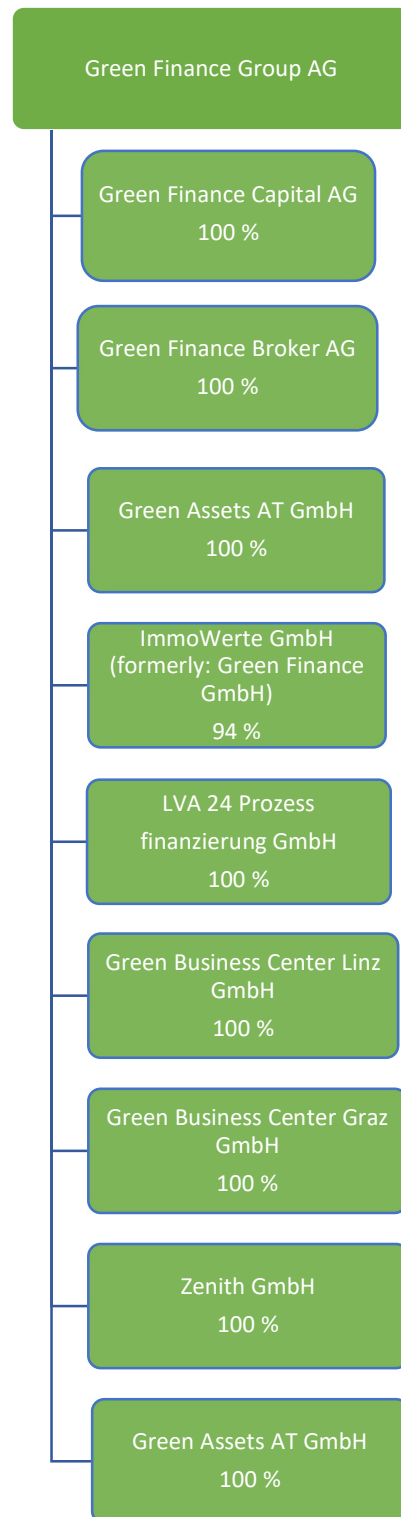 Green Finance Group AG
Green Finance Capital AG
100 %
Green Finance Broker AG
100 %
Green Assets AT GmbH
100 %
ImmoWerte GmbH
(formerly: Green Finance
GmbH)
94 %
LVA 24 Prozess
finanzierung GmbH
100 %
Green Business Center Linz
GmbH
100 %
Green Business Center Graz
GmbH
100 %
Zenith GmbH
100 %
Green Assets AT GmbH
100 %